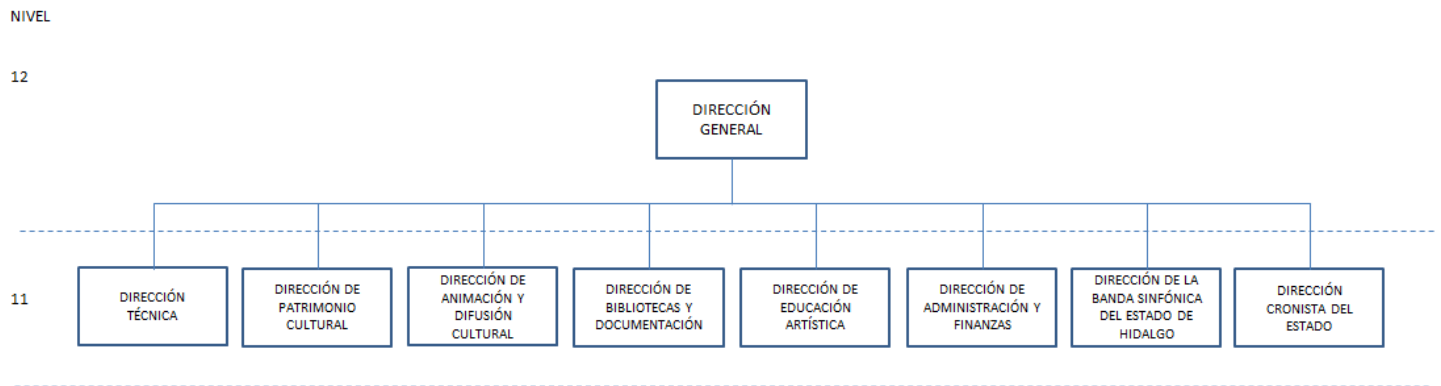 NIVEL
12
DIRECCIÓN
GENERAL
11
DIRECCIÓN
TÉCNICA
DIRECCIÓN DE
PATRIMONIO
CULTURAL
DIRECCIÓN DE
ANIMACIÓN Y
DIFUSIÓN
CULTURAL
DIRECCIÓN DE
BIBLIOTECAS Y
DOCUMENTACIÓN
DIRECCIÓN DE
EDUCACIÓN
ARTÍSTICA
DIRECCIÓN DE
ADMINISTRACIÓN Y
FINANZAS
DIRECCIÓN DE LA
BANDA SINFÓNICA
DEL ESTADO DE
HIDALGO
DIRECCIÓN
CRONISTA DEL
ESTADO